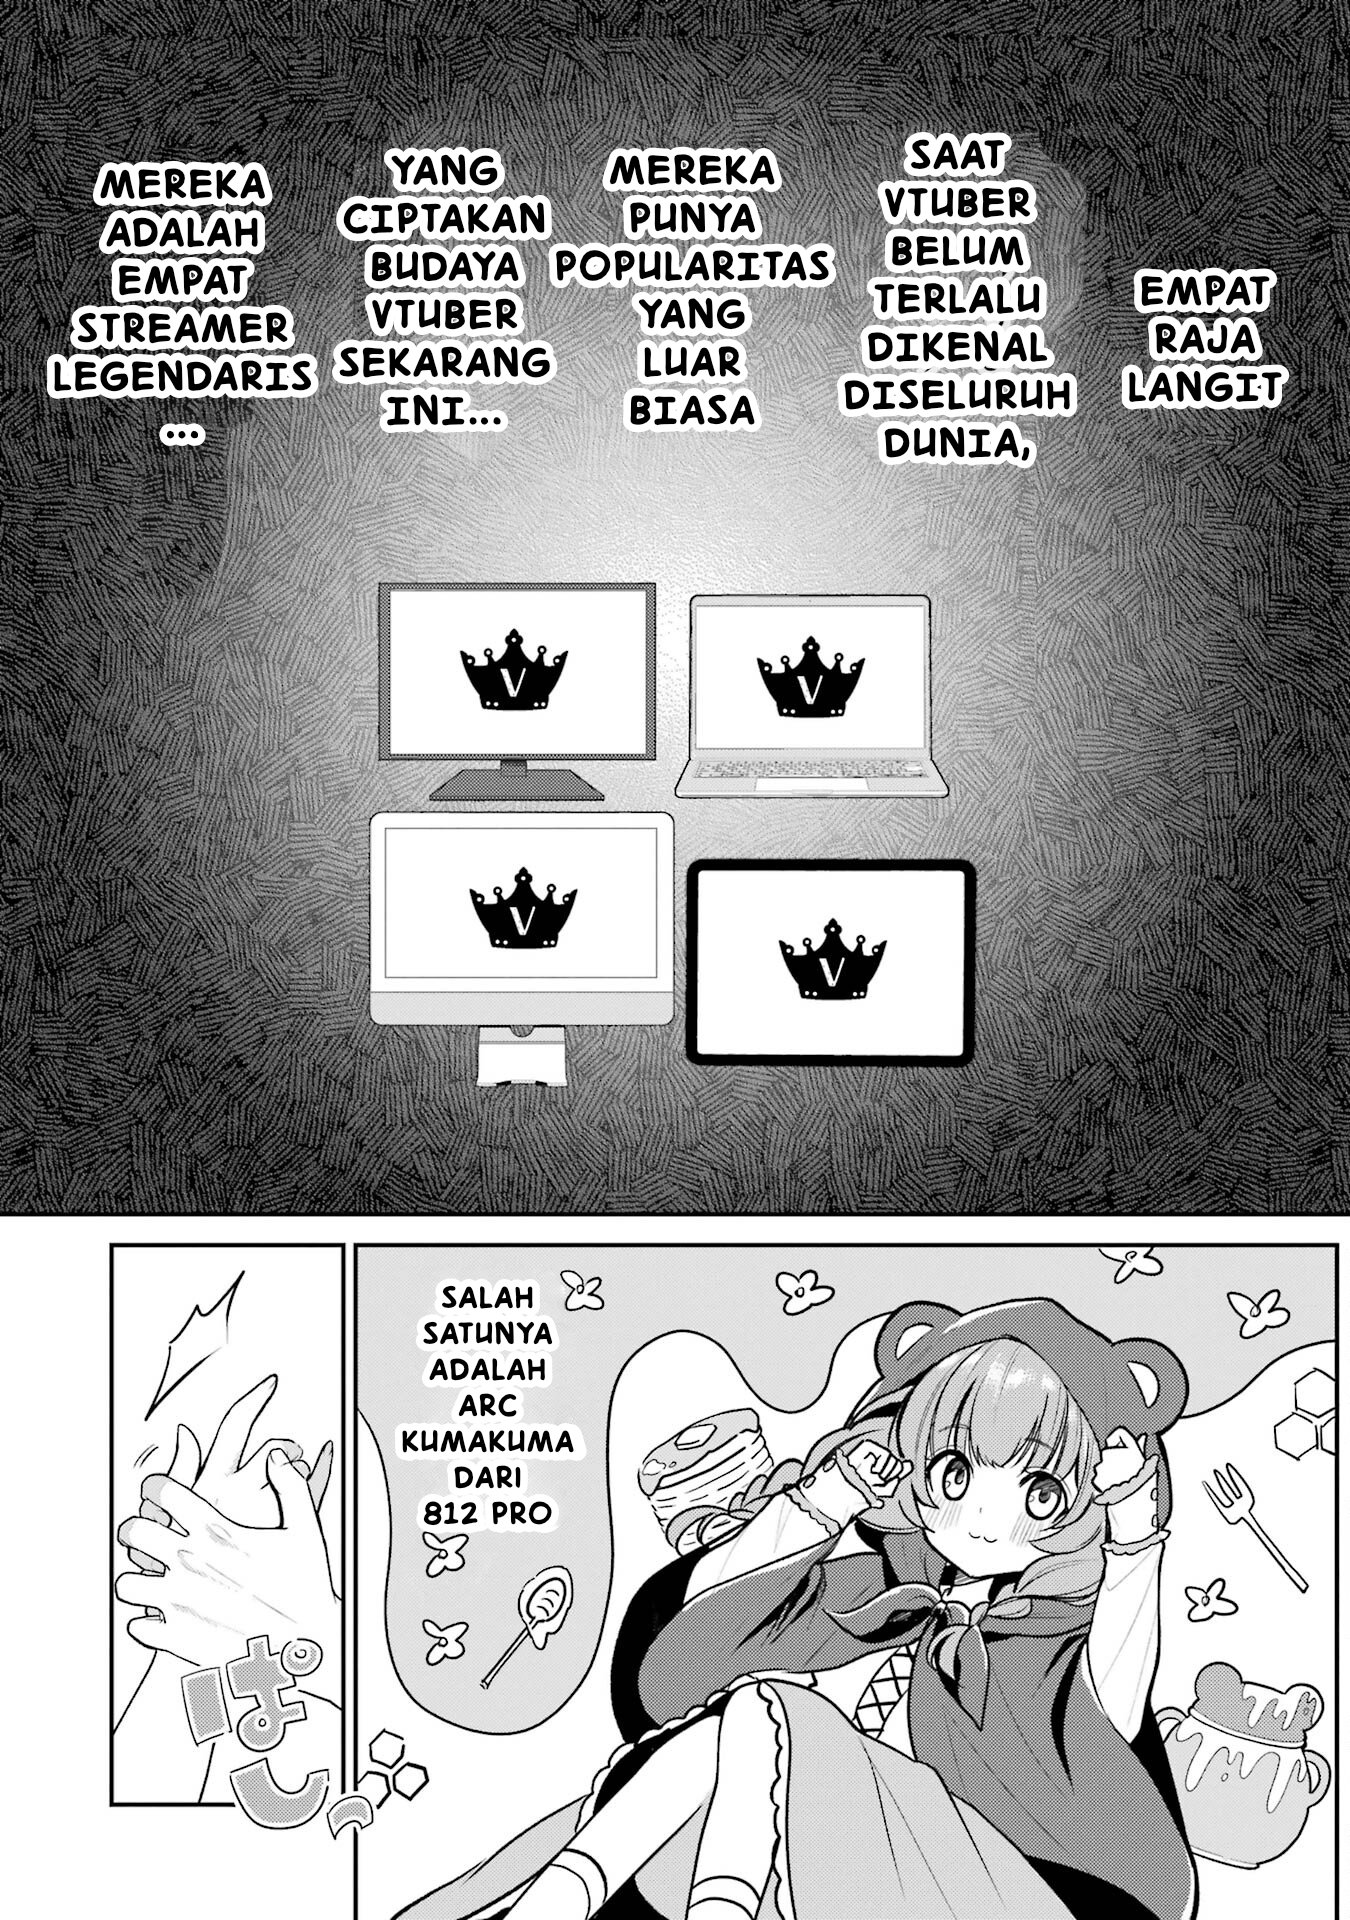 EMPAT
RAJA
LANGIT
SAAT
VTUBER
BELUM
TERLALU
DIKENAL
DISELURUH
DUNIA,
MEREKA
PUNYA
POPULARITAS
YANG
LUAR
BIASA
YANG
CIPTAKAN
BUDAYA
VTUBER
SEKARANG
INI...
MEREKA
ADALAH
EMPAT
STREAMER
LEGENDARIS
...
V
V
V
V
SALAH
SATUNYA
ADALAH
ARC
KUMAKUMA
DARI
812 PRO
ぱしっ